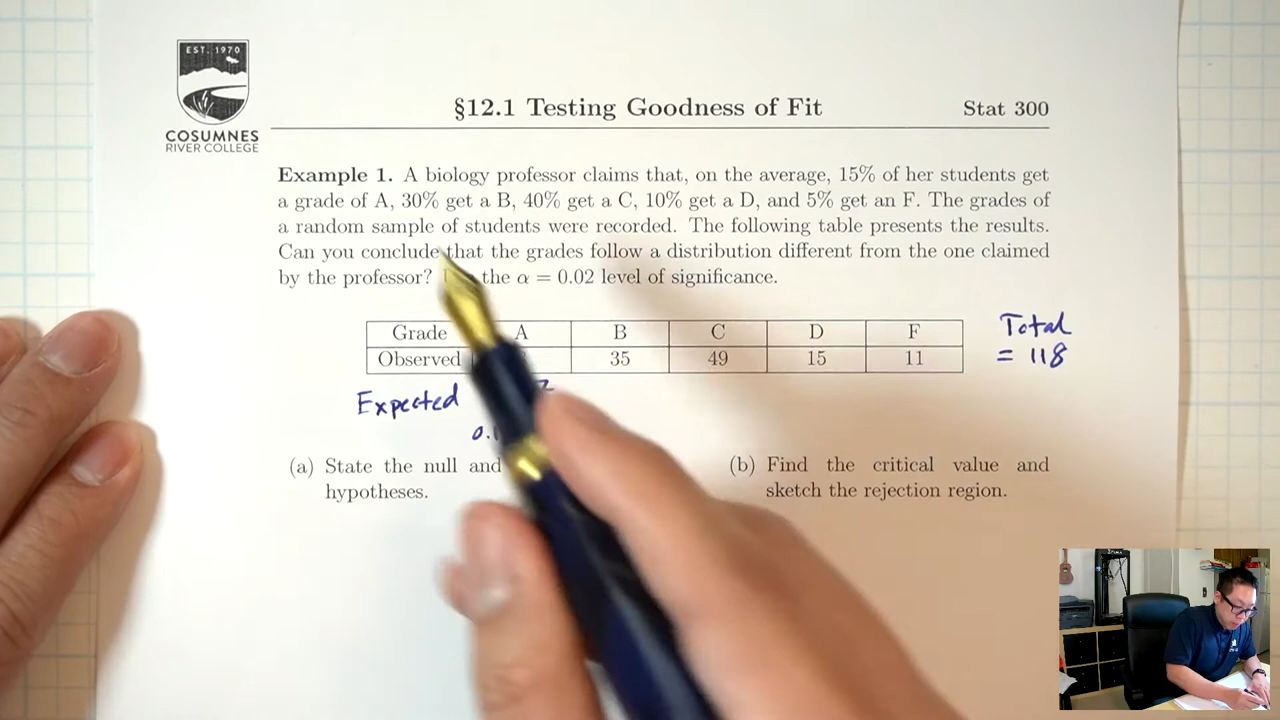 EST. 1970
COSUMNES
RIVER COLLEGE
§12.1 Testing Goodness of Fit Stat 300
Example 1. A biology professor claims that, on the average, 15% of her students get
a grade of A, 30% get a B, 40% get a C, 10% get a D, and 5% get an F. The grades of
a random sample of students were recorded. The following table presents the results.
Can you conclude that the grades follow a distribution different from the one claimed
by the professor? the α = 0.02 level of significance.
Grade A B C D F
Observed 35 49 15 11
Total
= 118
Expected
(a) State the null and
hypotheses.
(b) Find the critical value and
sketch the rejection region.